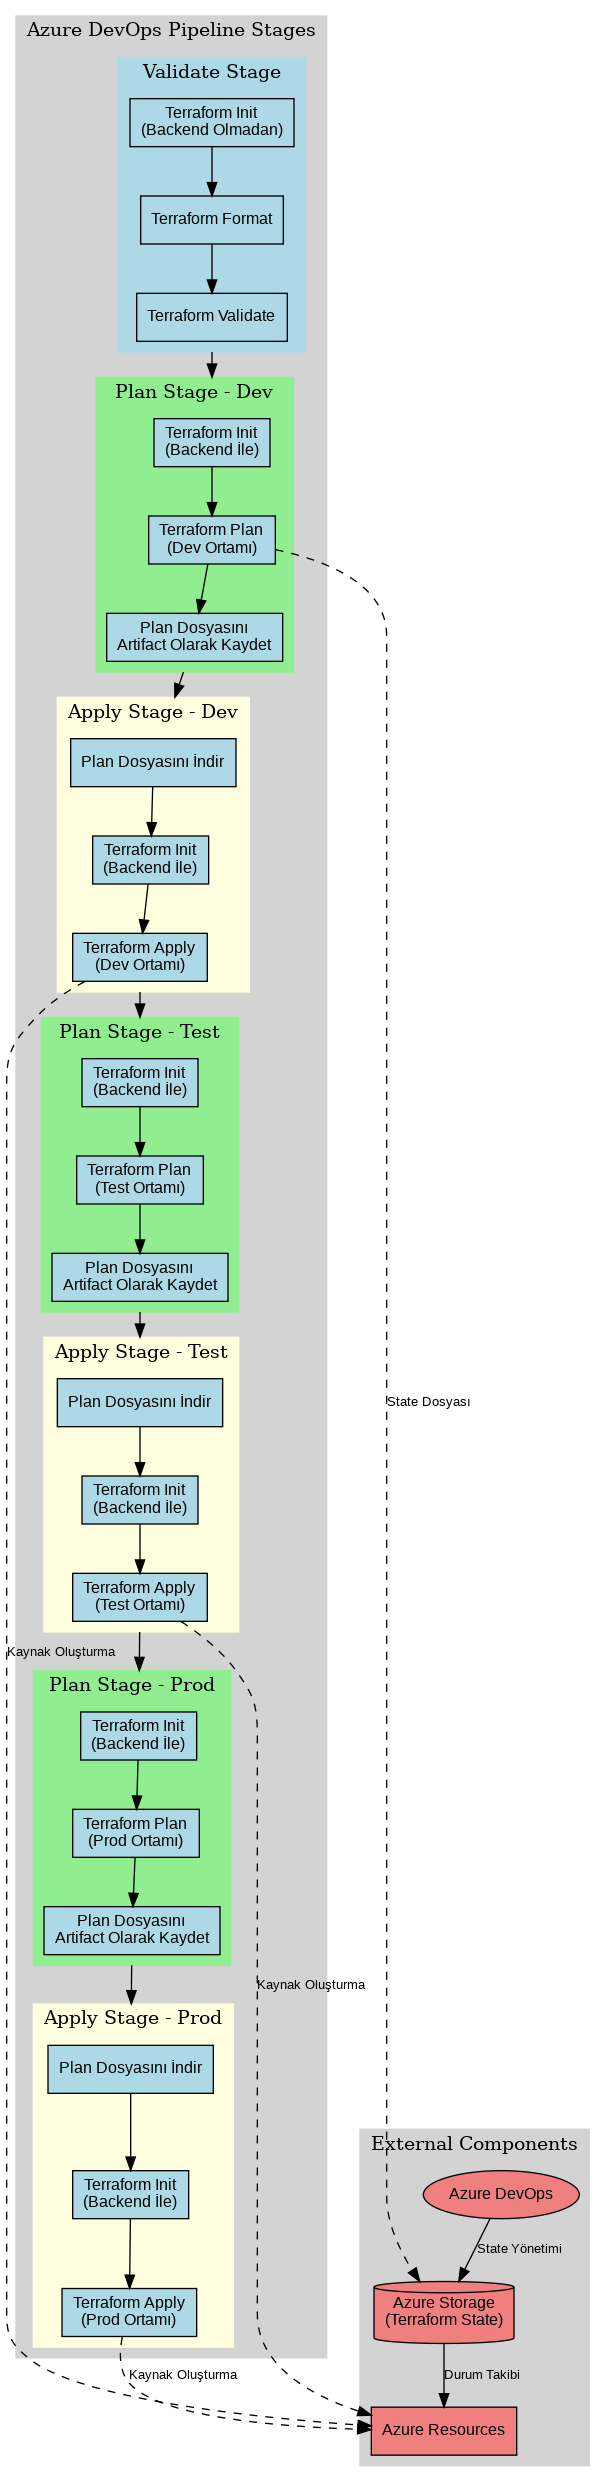 Azure DevOps Pipeline Stages
Validate Stage
Terraform Init
(Backend Olmadan)
Terraform Format
Terraform Validate
Plan Stage - Dev
Terraform Init
(Backend İle)
Terraform Plan
(Dev Ortamı)
Plan Dosyasını
Artifact Olarak Kaydet
Apply Stage - Dev
Plan Dosyasını İndir
Terraform Init
(Backend İle)
Terraform Apply
(Dev Ortamı)
Plan Stage - Test
Terraform Init
(Backend İle)
Terraform Plan
(Test Ortamı)
Plan Dosyasını
Artifact Olarak Kaydet
Apply Stage - Test
Plan Dosyasını İndir
State Dosyası
Terraform Init
(Backend İle)
Terraform Apply
(Test Ortamı)
Kaynak Oluşturma
Plan Stage - Prod
Terraform Init
(Backend İle)
Terraform Plan
(Prod Ortamı)
Plan Dosyasını
Artifact Olarak Kaydet
Kaynak Oluşturma
Apply Stage - Prod
Plan Dosyasını İndir
Terraform Init
(Backend İle)
Terraform Apply
(Prod Ortamı)
Kaynak Oluşturma
External Components
Azure DevOps
State Yönetimi
Azure Storage
(Terraform State)
Durum Takibi
Azure Resources